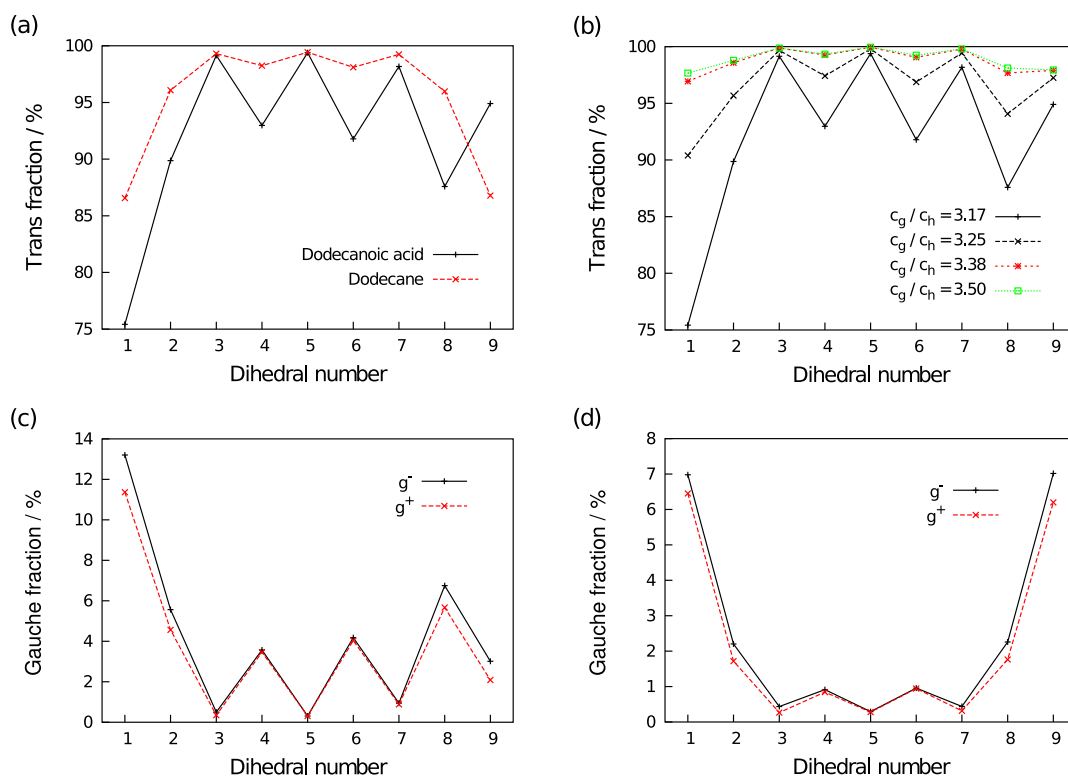 (a)
100
95
90
85
80
75
Trans fraction / %
Dodecanoic acid
Dodecane
1 2 3 4 5 6 7 8 9
Dihedral number
(b)
100
95
90
85
80
75
Trans fraction / %
cg / ch = 3.17
cg / ch = 3.25
cg / ch = 3.38
cg / ch = 3.50
1 2 3 4 5 6 7 8 9
Dihedral number
(c)
14
12
10
8
6
4
2
0
Gauche fraction / %
g-
g+
1 2 3 4 5 6 7 8 9
Dihedral number
(d)
8
7
6
5
4
3
2
1
0
Gauche fraction / %
g-
g+
1 2 3 4 5 6 7 8 9
Dihedral number